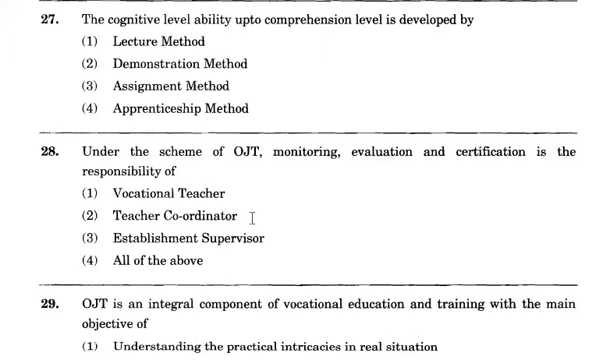 27. The cognitive level ability upto comprehension level is developed by
(1) Lecture Method
(2) Demonstration Method
(3) Assignment Method
(4) Apprenticeship Method
28. Under the scheme of OJT, monitoring, evaluation and certification is the
responsibility of
(1) Vocational Teacher
(2) Teacher Co-ordinator
(3) Establishment Supervisor
(4) All of the above
29. OJT is an integral component of vocational education and training with the main
objective of
(1) Understanding the practical intricacies in real situation